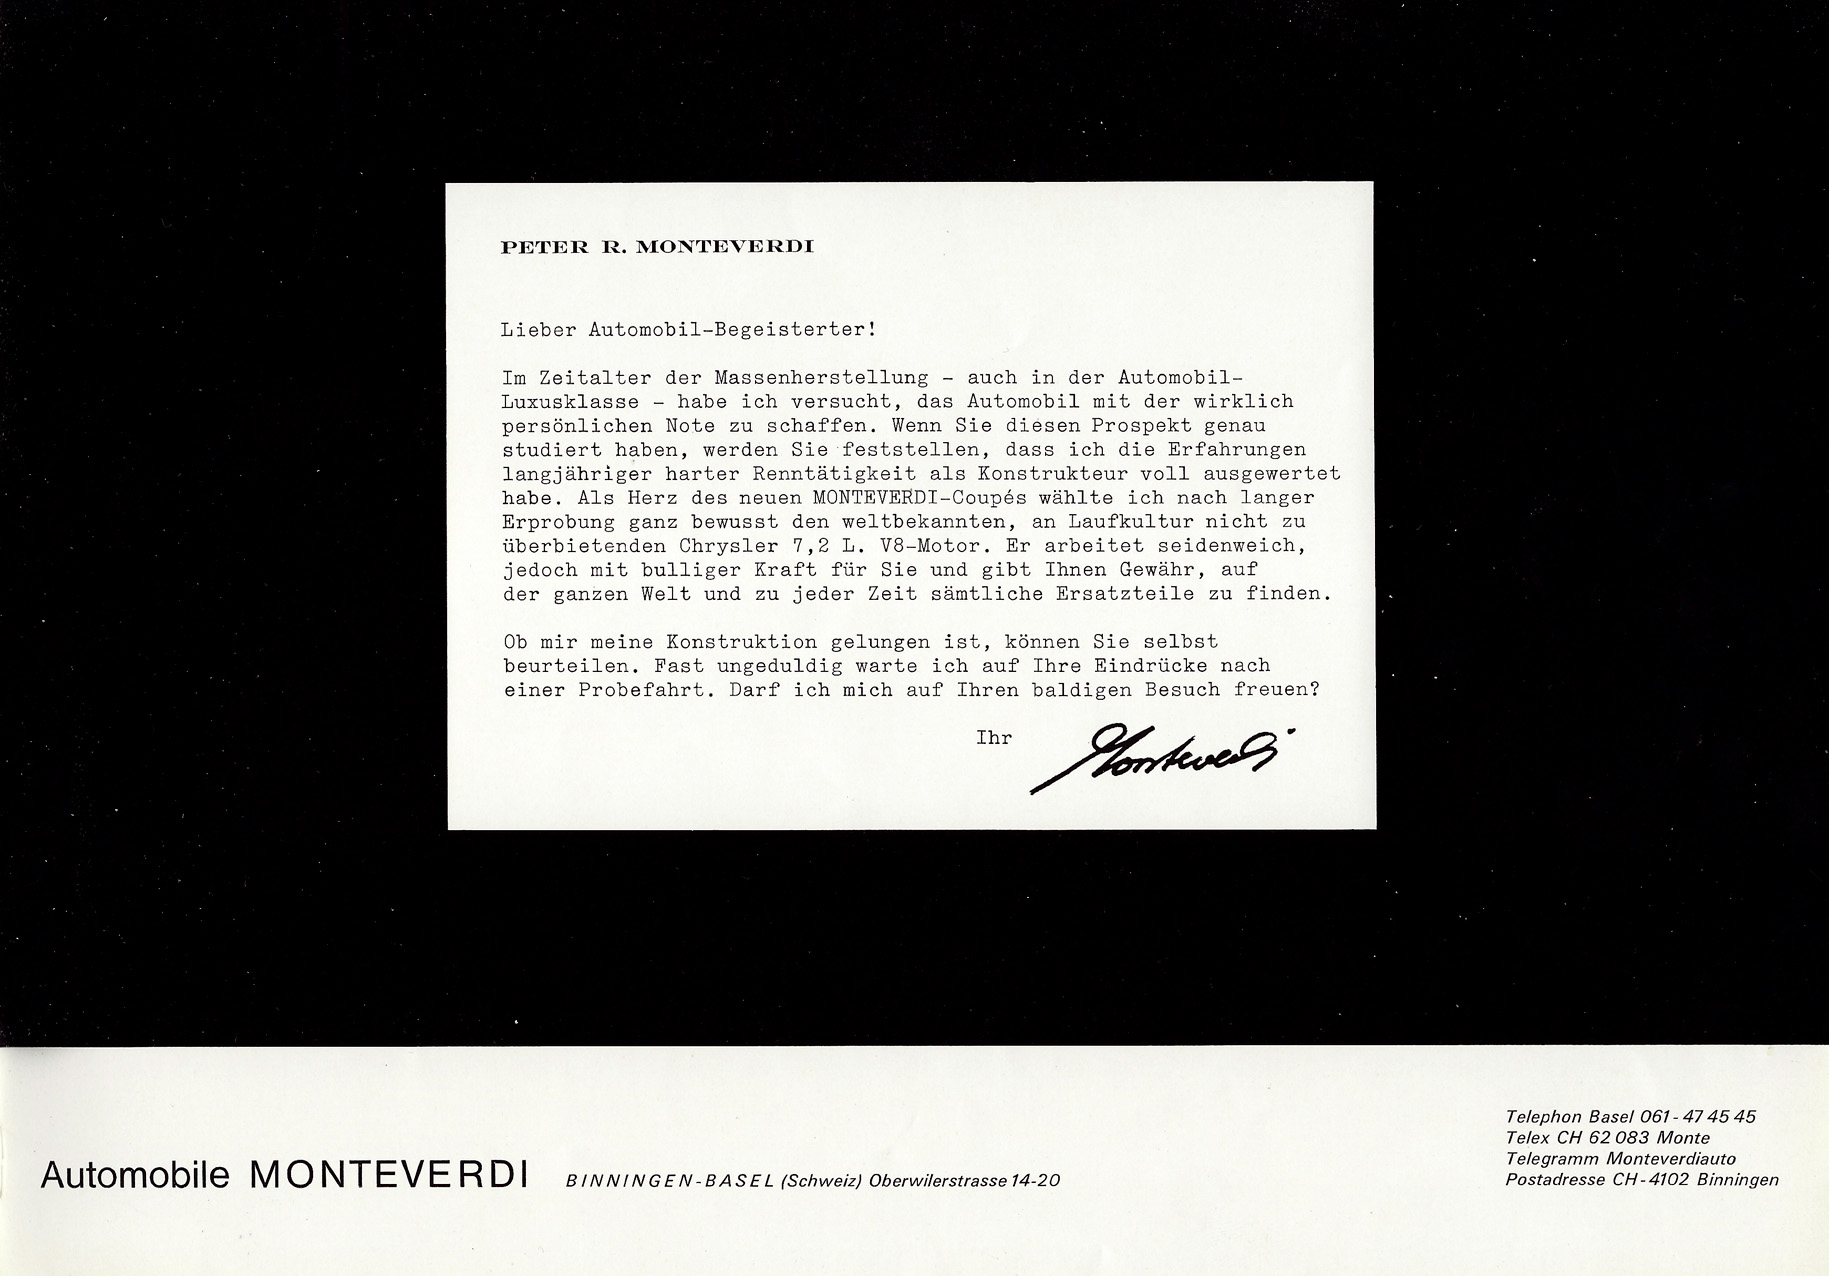 PETER R. MONTEVERDI
Lieber Automobil-Begeisterter!
Im Zeitalter der Massenherstellung - auch in der Automobil-
Luxusklasse - habe ich versucht, das Automobil mit der wirklich
persönlichen Note zu schaffen. Wenn Sie diesen Prospekt genau
studiert haben, werden Sie feststellen, dass ich die Erfahrungen
langjähriger harter Renntätigkeit als Konstrukteur voll ausgewertet
habe. Als Herz des neuen MONTEVERDI-Coupés wählte ich nach langer
Erprobung ganz bewusst den weltbekannten, an Laufkultur nicht zu
überbietenden Chrysler 7,2 L. V8-Motor. Er arbeitet seidenweich,
jedoch mit bulliger Kraft für Sie und gibt Ihnen Gewähr, auf
der ganzen Welt und zu jeder Zeit sämtliche Ersatzteile zu finden.
Ob mir meine Konstruktion gelungen ist, können Sie selbst
beurteilen. Fast ungeduldig warte ich auf Ihre Eindrücke nach
einer Probefahrt. Darf ich mich auf Ihren baldigen Besuch freuen?
Ihr Monteverdi
Automobile MONTEVERDI BINNINGEN-BASEL (Schweiz) Oberwilerstrasse 14-20
Telephon Basel 061-47 45 45
Telex CH 62 083 Monte
Telegramm Monteverdiauto
Postadresse CH-4102 Binningen